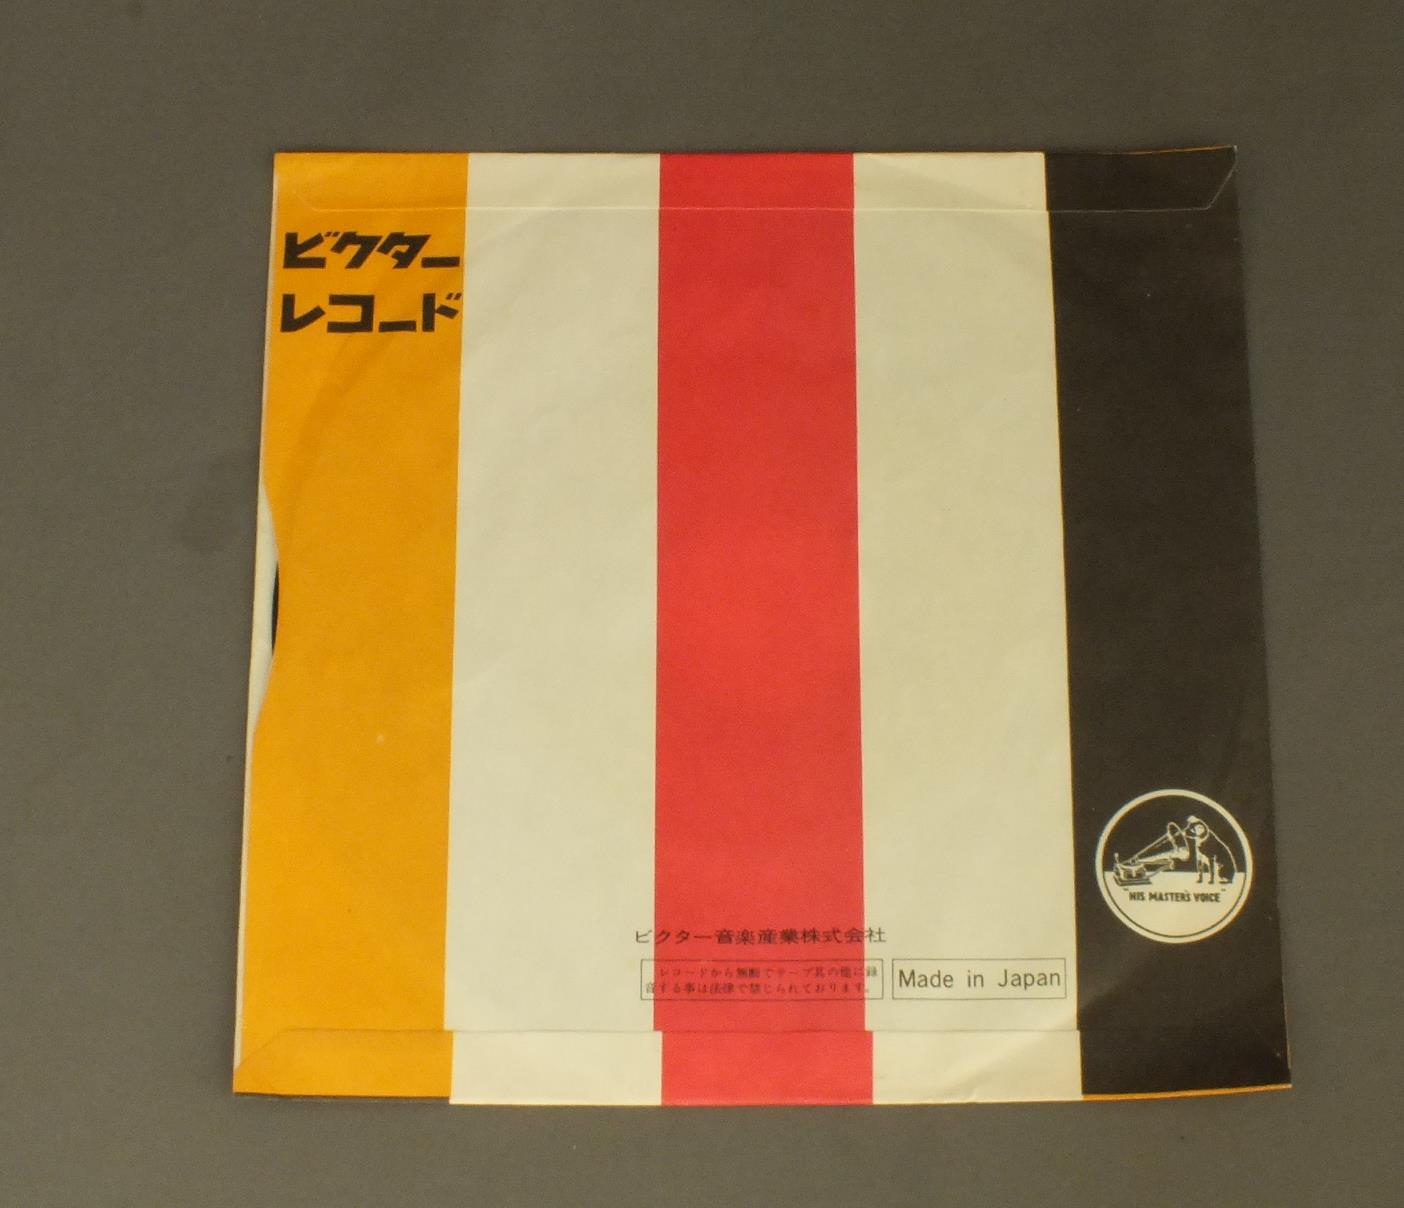 ビクター
レコード
"HIS MASTER'S VOICE"
ビクター音楽産業株式会社
レコードから無断でテープ其の他に録
音する事は法律で禁じられております。
Made in Japan